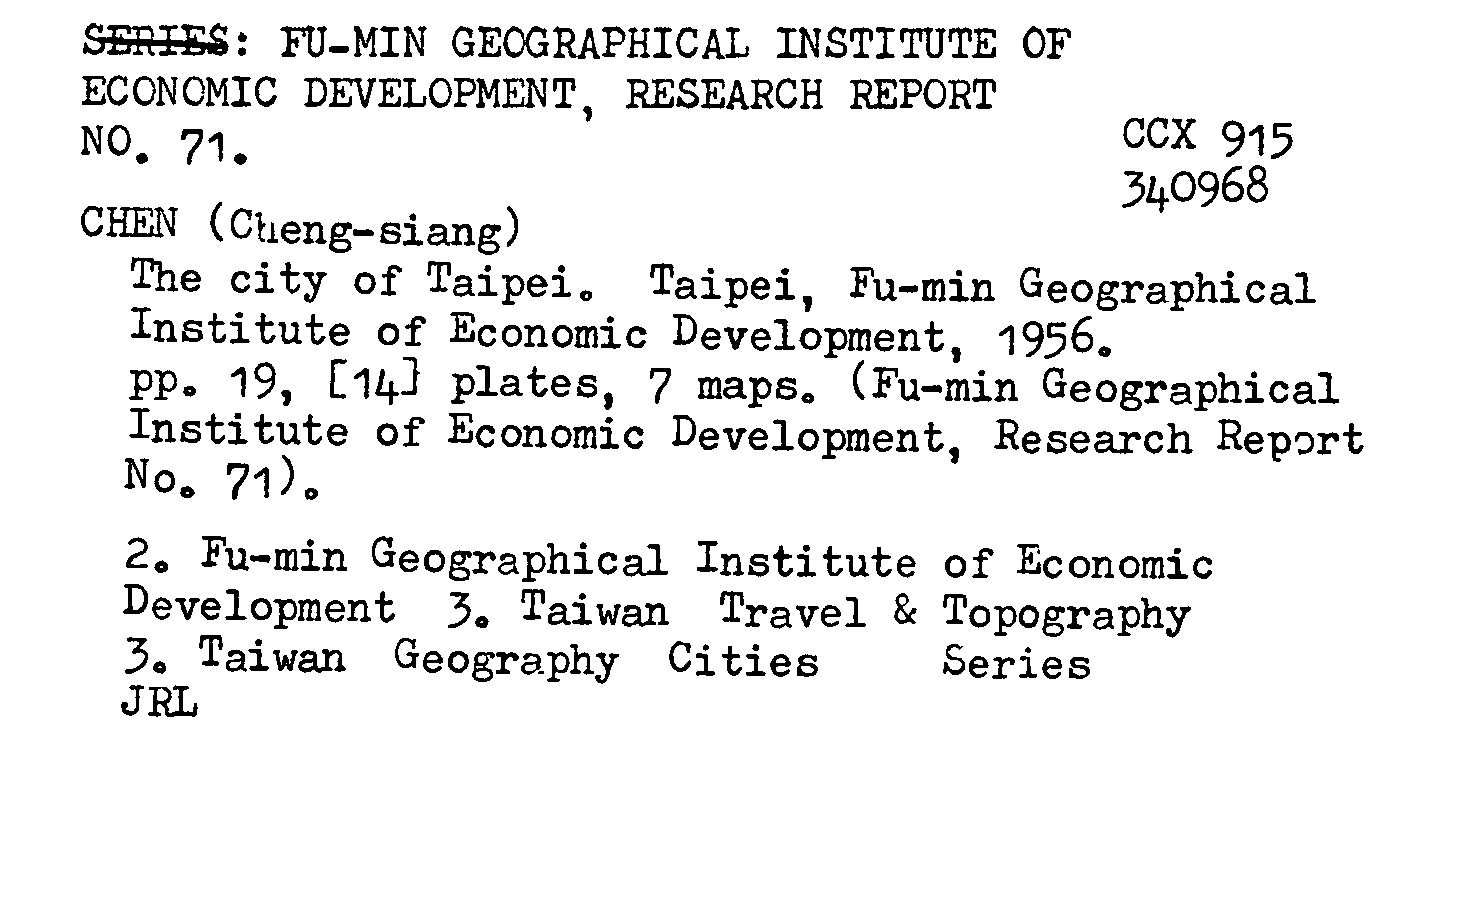 SERIES: FU-MIN GEOGRAPHICAL INSTITUTE OF
ECONOMIC DEVELOPMENT, RESEARCH REPORT
NO. 71.
CCX 915
340968
CHEN (Cheng-siang)
The city of Taipei. Taipei, Fu-min Geographical
Institute of Economic Development, 1956.
pp. 19, [14] plates, 7 maps. (Fu-min Geographical
Institute of Economic Development, Research Report
No. 71).
2. Fu-min Geographical Institute of Economic
Development 3. Taiwan Travel & Topography
3. Taiwan Geography Cities Series
JRL